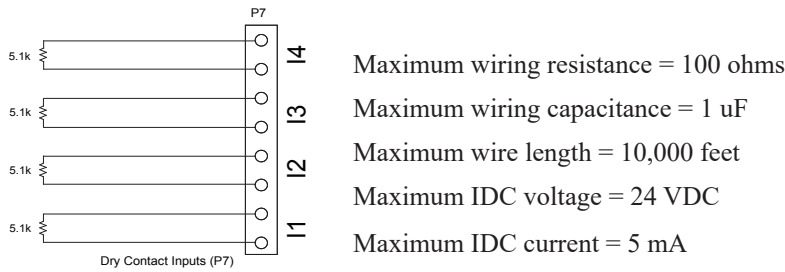 P7
5.1k
I4
Maximum wiring resistance = 100 ohms
5.1k
I3
Maximum wiring capacitance = 1 uF
Maximum wire length = 10,000 feet
5.1k
I2
Maximum IDC voltage = 24 VDC
5.1k
I1
Maximum IDC current = 5 mA
Dry Contact Inputs (P7)